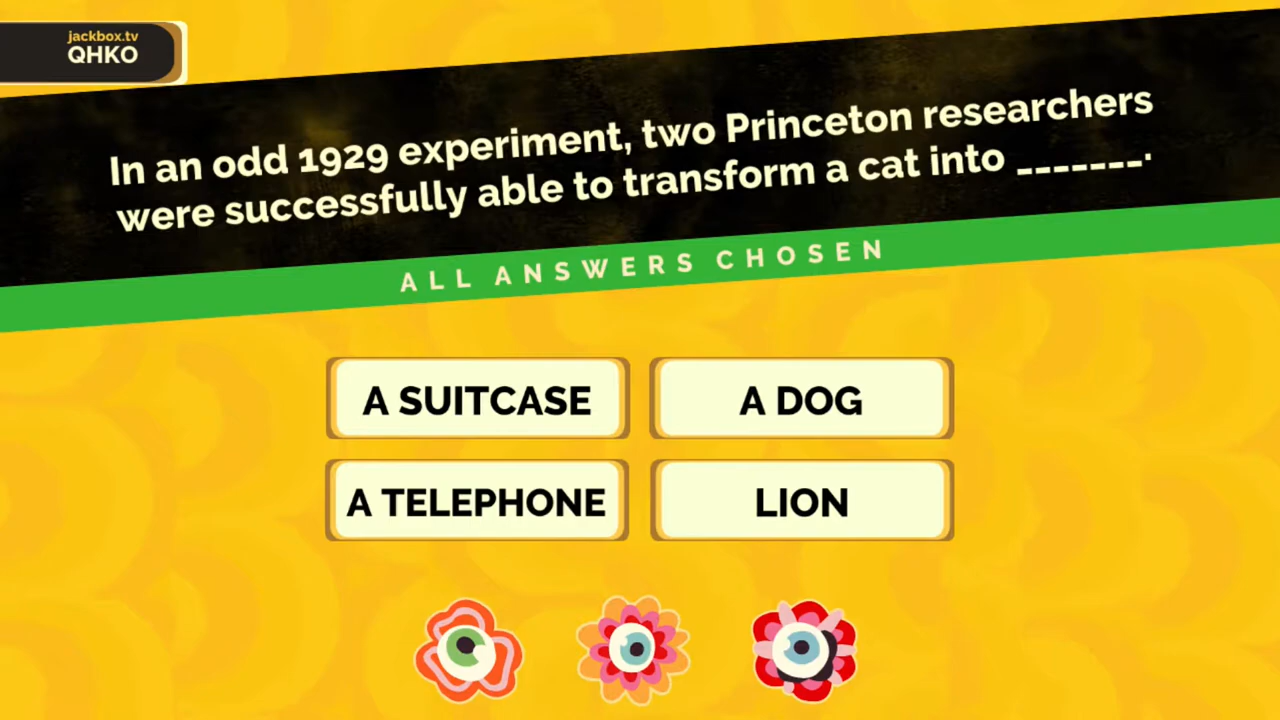 jackbox.tv
QHKO
In an odd 1929 experiment, two Princeton researchers
were successfully able to transform a cat into _______.
ALL ANSWERS CHOSEN
A SUITCASE
A DOG
A TELEPHONE
LION